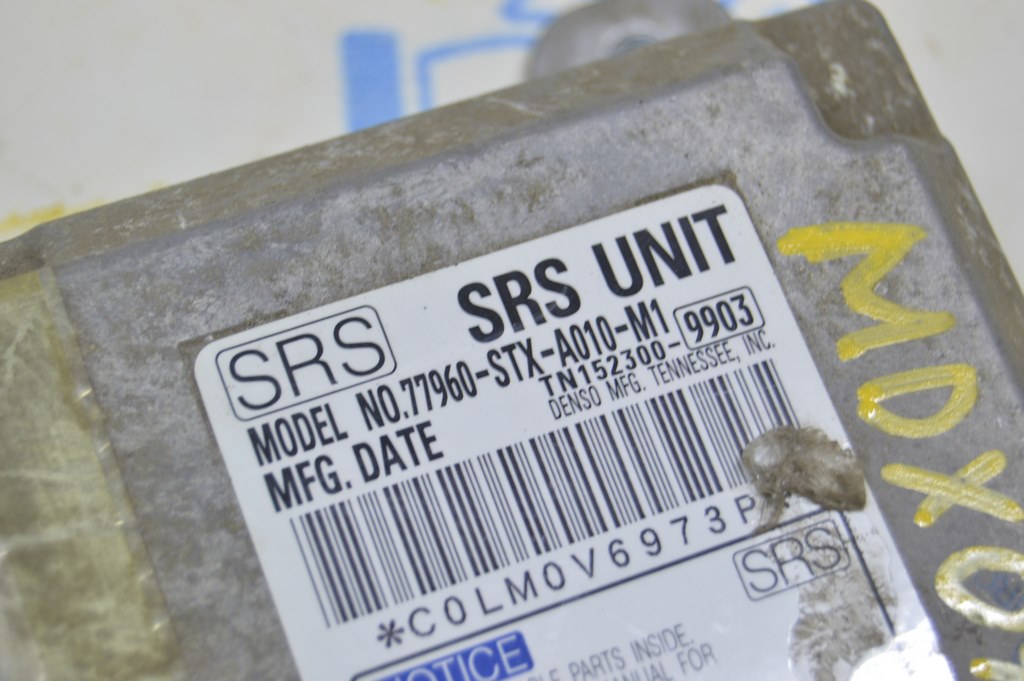 SRS SRS UNIT
MODEL NO.77960-STX-A010-M1
TN152300-9903
MFG. DATE
DENSO MFG. TENNESSEE, INC.
*C0LM0V6973P
SRS
NOTICE
PARTS INSIDE.
FOR
MDX